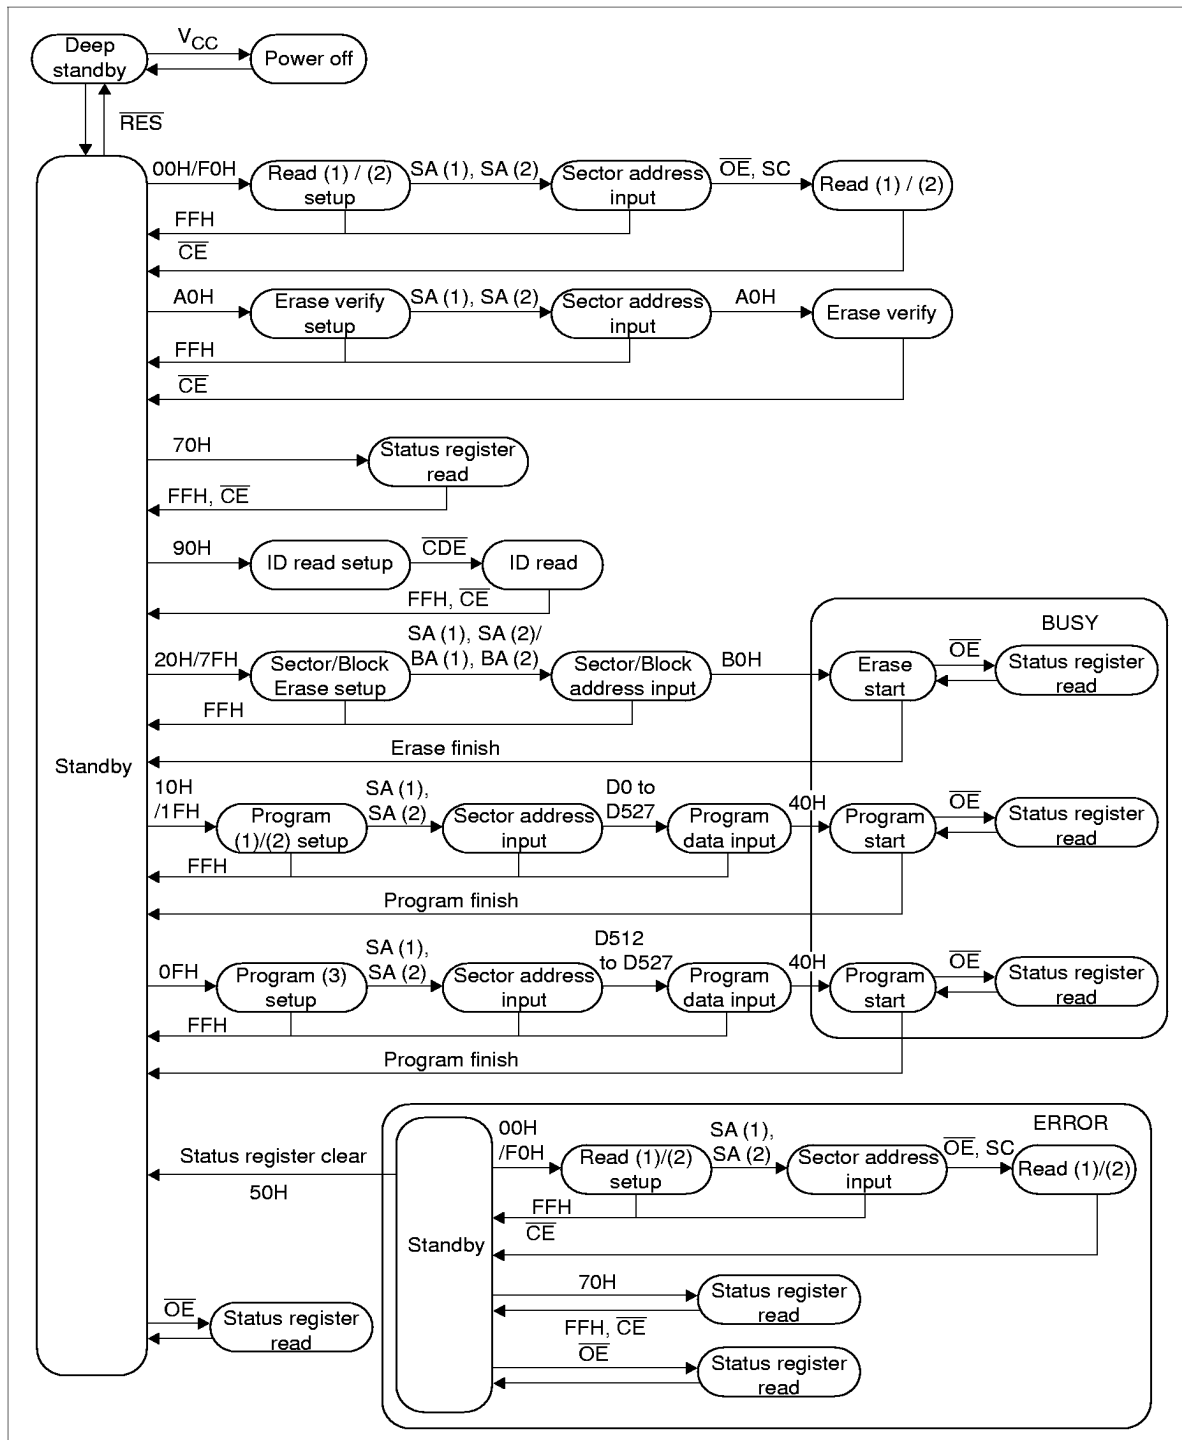 Deep
standby
VCC
Power off
RES
00H/F0H
Read (1) / (2)
setup
SA (1), SA (2)
Sector address
input
OE, SC
Read (1) / (2)
FFH
CE
A0H
Erase verify
setup
SA (1), SA (2)
Sector address
input
A0H
Erase verify
FFH
CE
70H
Status register
read
FFH, CE
90H
ID read setup
CDE
ID read
FFH, CE
BUSY
20H/7FH
Sector/Block
Erase setup
SA (1), SA (2)/
BA (1), BA (2)
Sector/Block
address input
B0H
Erase
start
OE
Status register
read
FFH
Erase finish
Standby
10H
/1FH
Program
(1)/(2) setup
SA (1),
SA (2)
Sector address
input
D0 to
D527
Program
data input
40H
Program
start
OE
Status register
read
FFH
Program finish
0FH
Program (3)
setup
SA (1),
SA (2)
Sector address
input
D512
to D527
Program
data input
40H
Program
start
OE
Status register
read
FFH
Program finish
ERROR
Status register clear
50H
Standby
00H
/F0H
Read (1)/(2)
setup
SA (1),
SA (2)
Sector address
input
OE, SC
Read (1)/(2)
FFH
CE
70H
Status register
read
FFH, CE
OE
Status register
read
OE
Status register
read